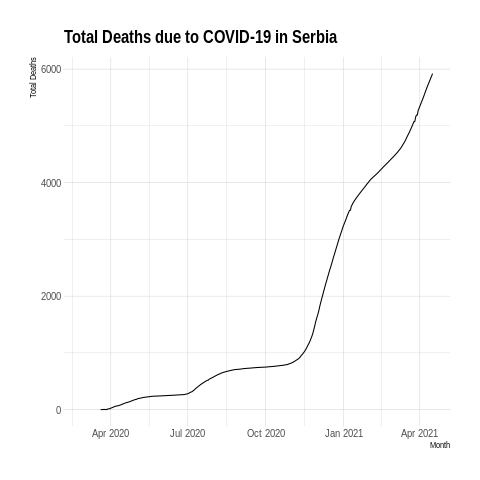 Total Deaths due to COVID-19 in Serbia
Total Deaths
6000
4000
2000
0
Apr 2020 Jul 2020 Oct 2020 Jan 2021 Apr 2021
Month